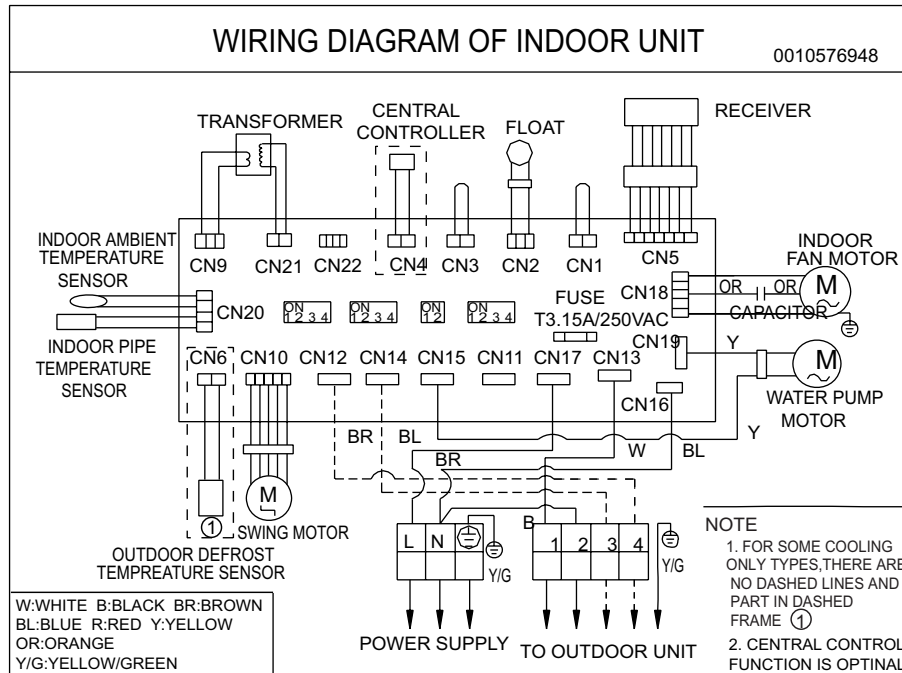 WIRING DIAGRAM OF INDOOR UNIT
0010576948
TRANSFORMER
CENTRAL
CONTROLLER
FLOAT
RECEIVER
INDOOR AMBIENT
TEMPERATURE
SENSOR
CN9
CN21
CN22
CN4
CN3
CN2
CN1
CN5
INDOOR
FAN MOTOR
CN20
ON
1 2 3 4
ON
1 2 3 4
ON
1 2
ON
1 2 3 4
FUSE
T3.15A/250VAC
CN18
OR
OR
M
CAPACITOR
INDOOR PIPE
TEMPERATURE
SENSOR
CN6
CN10
CN12
CN14
CN15
CN11
CN17
CN13
CN19
Y
M
WATER PUMP
MOTOR
CN16
BR
BL
BR
W
BL
Y
M
1
SWING MOTOR
OUTDOOR DEFROST
TEMPREATURE SENSOR
L
N
Y/G
B
1
2
3
4
Y/G
POWER SUPPLY
TO OUTDOOR UNIT
W:WHITE B:BLACK BR:BROWN
BL:BLUE R:RED Y:YELLOW
OR:ORANGE
Y/G:YELLOW/GREEN
NOTE
1. FOR SOME COOLING
ONLY TYPES,THERE ARE
NO DASHED LINES AND
PART IN DASHED
FRAME 1
2. CENTRAL CONTROL
FUNCTION IS OPTINAL